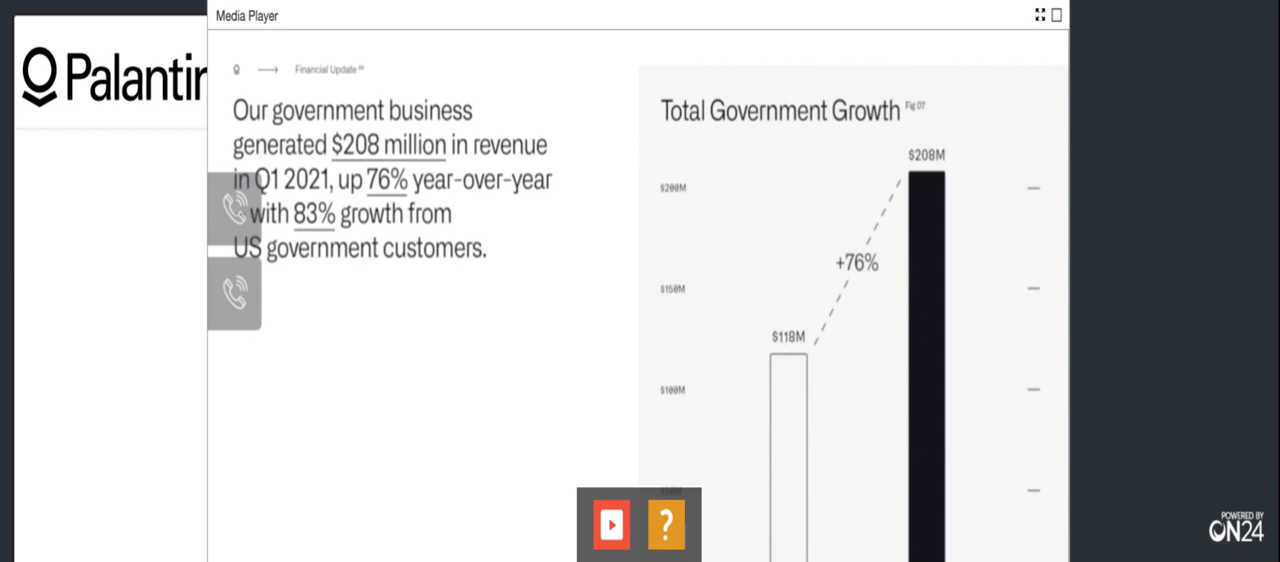 Media Player
Palantir
Financial Update
Our government business
generated $208 million in revenue
in Q1 2021, up 76% year-over-year
with 83% growth from
US government customers.
Total Government Growth Fig 07
$208M
$200M
+76%
$150M
$118M
$100M
?
POWERED BY
ON24